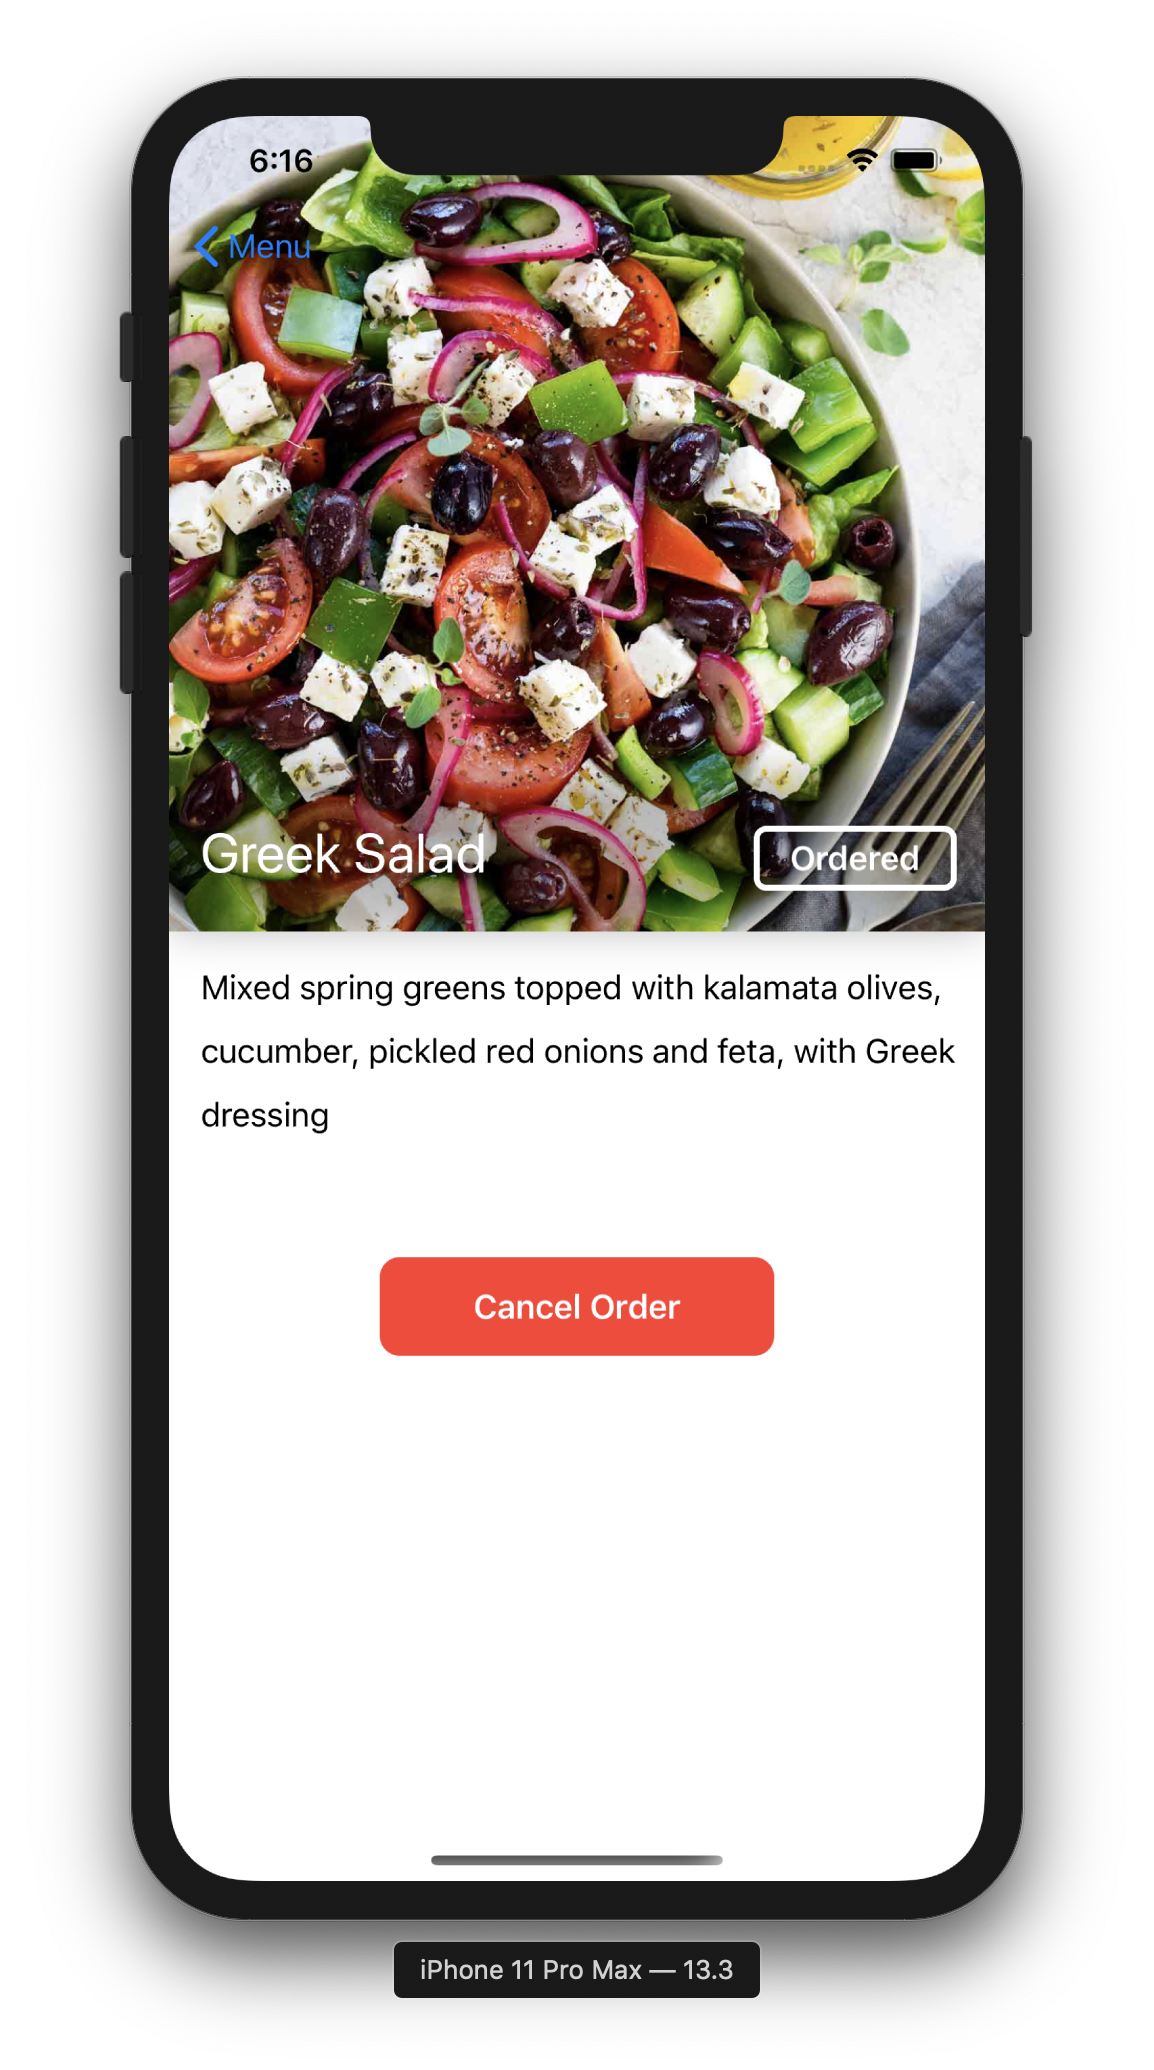 6:16
Menu
Greek Salad
Ordered
Mixed spring greens topped with kalamata olives,
cucumber, pickled red onions and feta, with Greek
dressing
Cancel Order
iPhone 11 Pro Max — 13.3